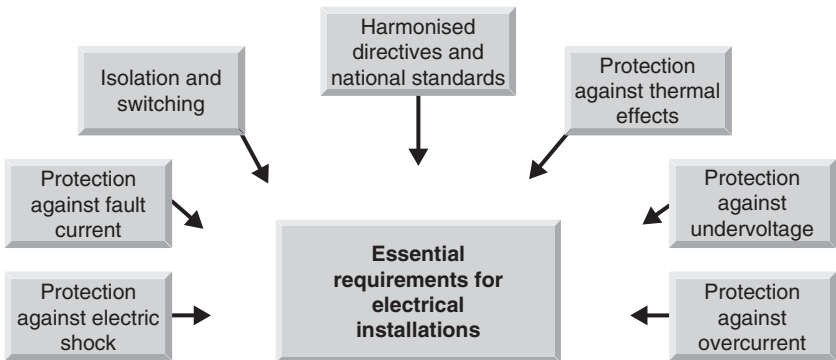 Harmonised
directives and
national standards
Isolation and
switching
Protection
against thermal
effects
Protection
against fault
current
Protection
against
undervoltage
Essential
requirements for
electrical
installations
Protection
against electric
shock
Protection
against
overcurrent